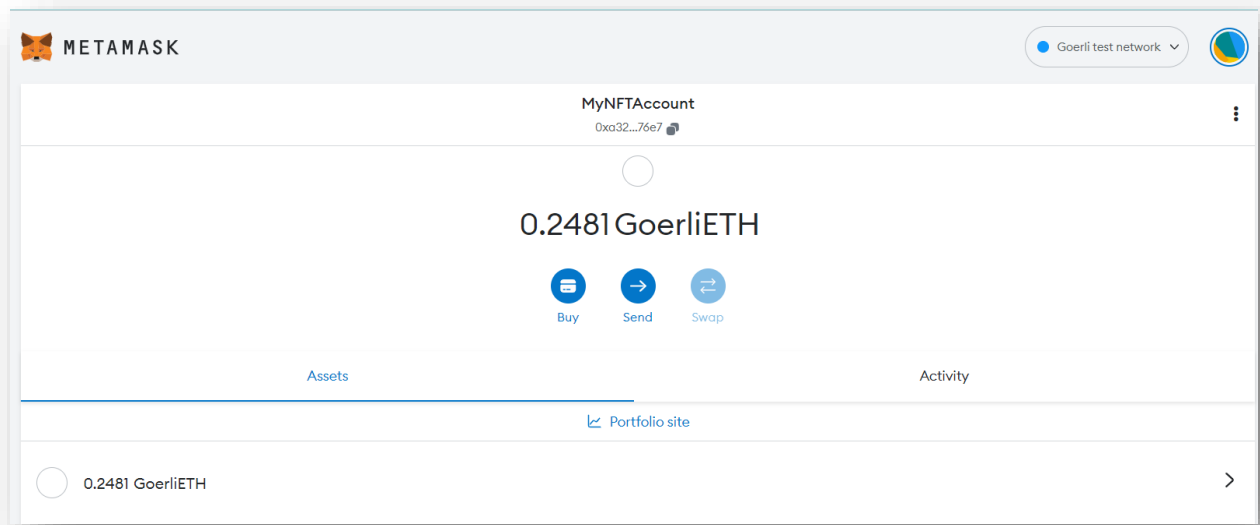 METAMASK
Goerli test network
MyNFTAccount
0xa32...76e7
0.2481 GoerliETH
Buy Send Swap
Assets Activity
Portfolio site
0.2481 GoerliETH